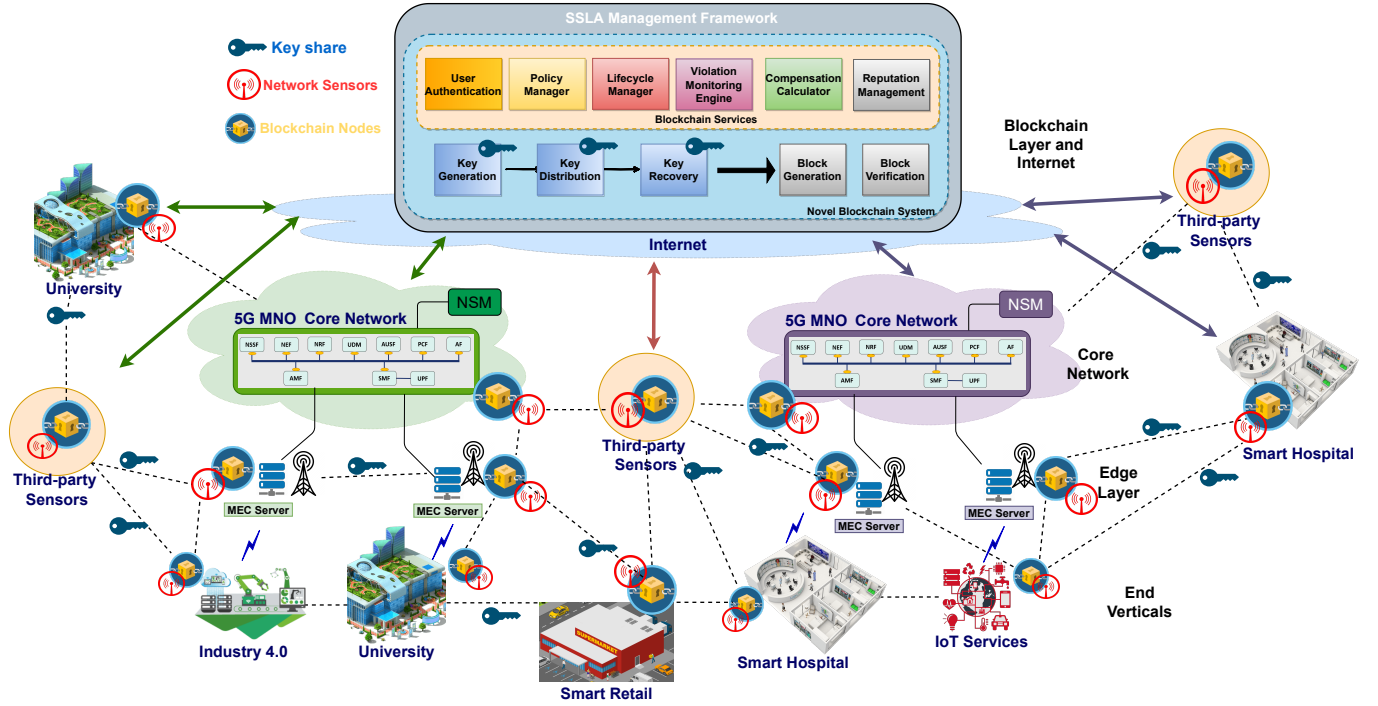 SSLA Management Framework
Key share
Network Sensors
Blockchain Nodes
User
Authentication
Policy
Manager
Lifecycle
Manager
Violation
Monitoring
Engine
Compensation
Calculator
Reputation
Management
Blockchain Services
Key
Generation
Key
Distribution
Key
Recovery
Block
Generation
Block
Verification
Novel Blockchain System
Internet
Blockchain
Layer and
Internet
Third-party
Sensors
University
NSM
5G MNO Core Network
NSSF
NEF
NRF
UDM
AUSF
PCF
AF
AMF
SMF
UPF
NSM
5G MNO Core Network
NSSF
NEF
NRF
UDM
AUSF
PCF
AF
AMF
SMF
UPF
Core
Network
Third-party
Sensors
Third-party
Sensors
Smart Hospital
MEC Server
MEC Server
MEC Server
MEC Server
Edge
Layer
End
Verticals
Industry 4.0
University
SUPERMARKET
Smart Retail
Smart Hospital
IoT Services